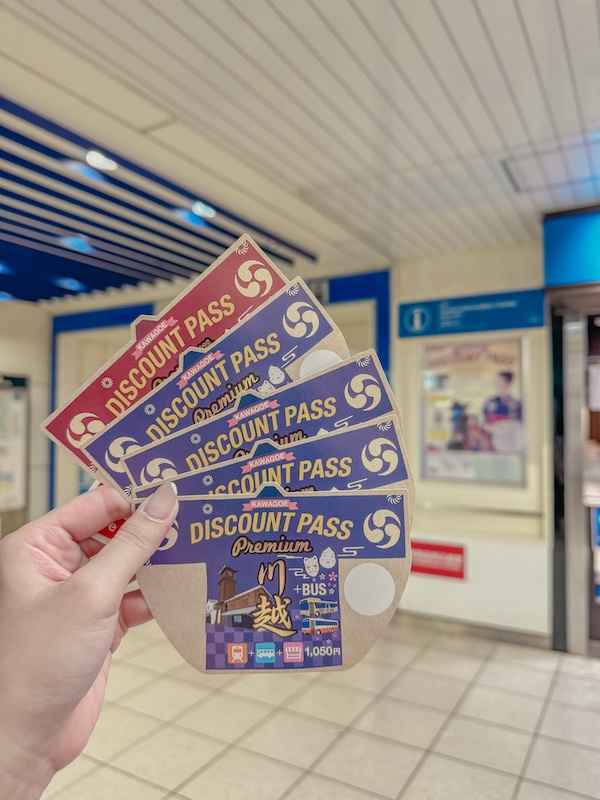 KAWAGOE
DISCOUNT PASS
KAWAGOE
DISCOUNT PASS
Premium
KAWAGOE
DISCOUNT PASS
KAWAGOE
DISCOUNT PASS
KAWAGOE
DISCOUNT PASS
Premium
川越
+BUS
+
+
1,050円